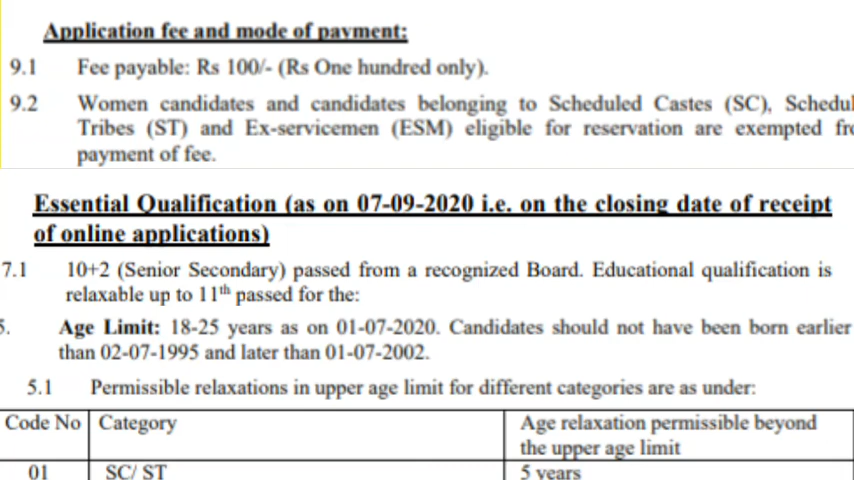 Application fee and mode of payment:
9.1 Fee payable: Rs 100/- (Rs One hundred only).
9.2 Women candidates and candidates belonging to Scheduled Castes (SC), Schedul
Tribes (ST) and Ex-servicemen (ESM) eligible for reservation are exempted fro
payment of fee.
Essential Qualification (as on 07-09-2020 i.e. on the closing date of receipt
of online applications)
7.1 10+2 (Senior Secondary) passed from a recognized Board. Educational qualification is
relaxable up to 11th passed for the:
5. Age Limit: 18-25 years as on 01-07-2020. Candidates should not have been born earlier
than 02-07-1995 and later than 01-07-2002.
5.1 Permissible relaxations in upper age limit for different categories are as under:
Code No Category Age relaxation permissible beyond
the upper age limit
01 SC/ ST 5 years